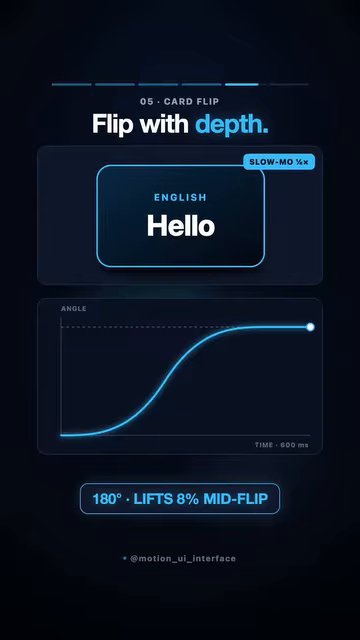 05 · CARD FLIP
Flip with depth.
SLOW-MO ¼×
ENGLISH
Hello
ANGLE
TIME · 600 ms
180° · LIFTS 8% MID-FLIP
@motion_ui_interface